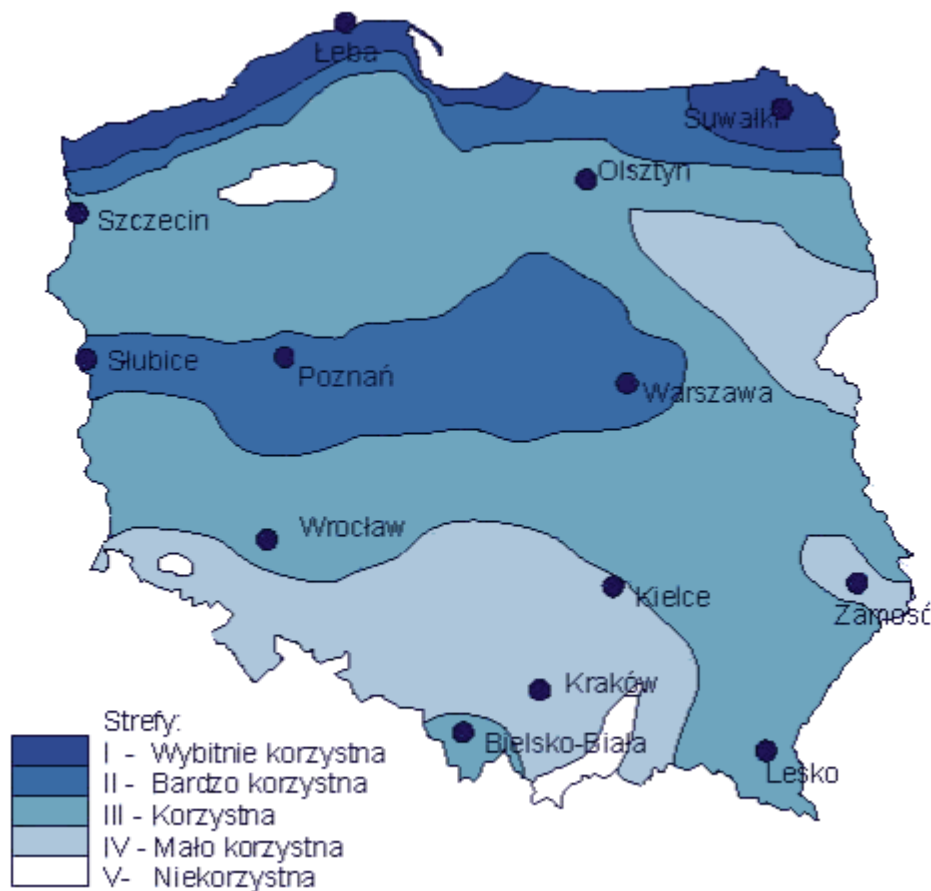 Łeba
Suwałki
Olsztyn
Szczecin
Słubice
Poznań
Warszawa
Wrocław
Kielce
Zamość
Kraków
Bielsko-Biała
Lesko
Strefy:
I - Wybitnie korzystna
II - Bardzo korzystna
III - Korzystna
IV - Mało korzystna
V- Niekorzystna